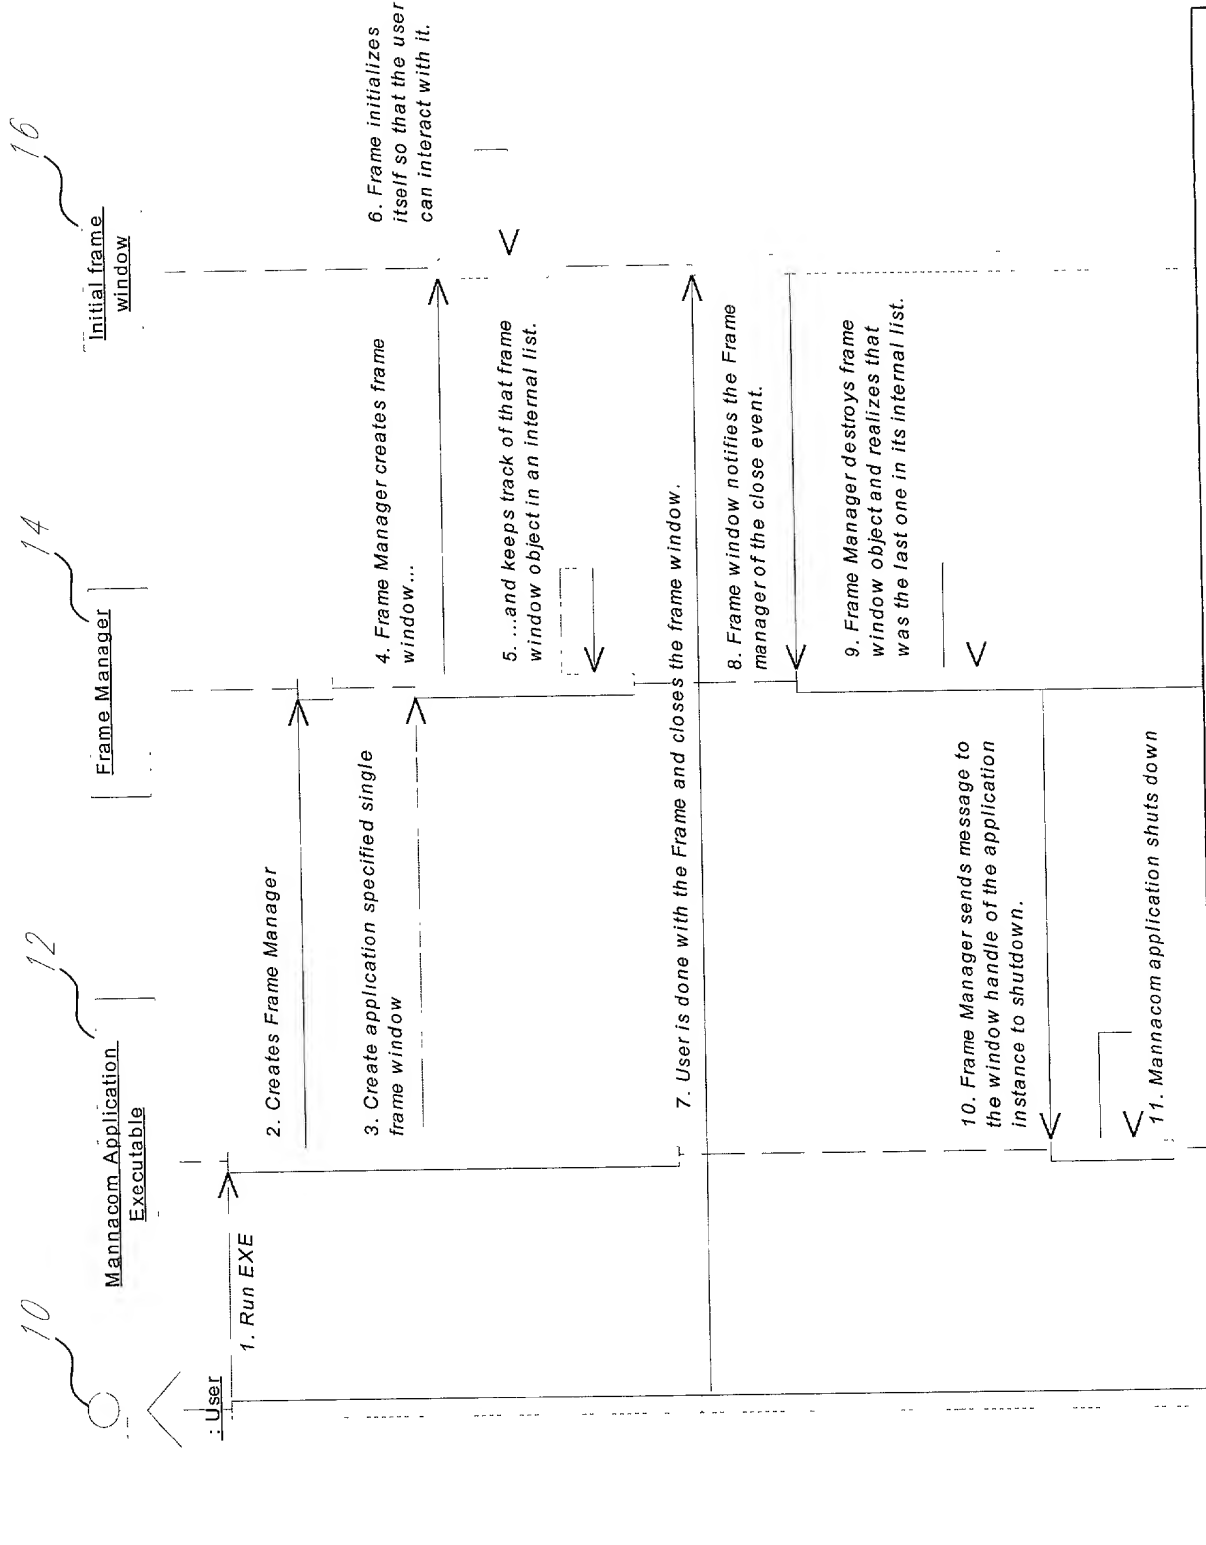 10
12
14
16
: User
Mannacom Application
Executable
Frame Manager
Initial frame
window
1. Run EXE
2. Creates Frame Manager
3. Create application specified single
frame window
4. Frame Manager creates frame
window...
5. ...and keeps track of that frame
window object in an internal list.
6. Frame initializes
itself so that the user
can interact with it.
7. User is done with the Frame and closes the frame window.
8. Frame window notifies the Frame
manager of the close event.
9. Frame Manager destroys frame
window object and realizes that
was the last one in its internal list.
10. Frame Manager sends message to
the window handle of the application
instance to shutdown.
11. Mannacom application shuts down